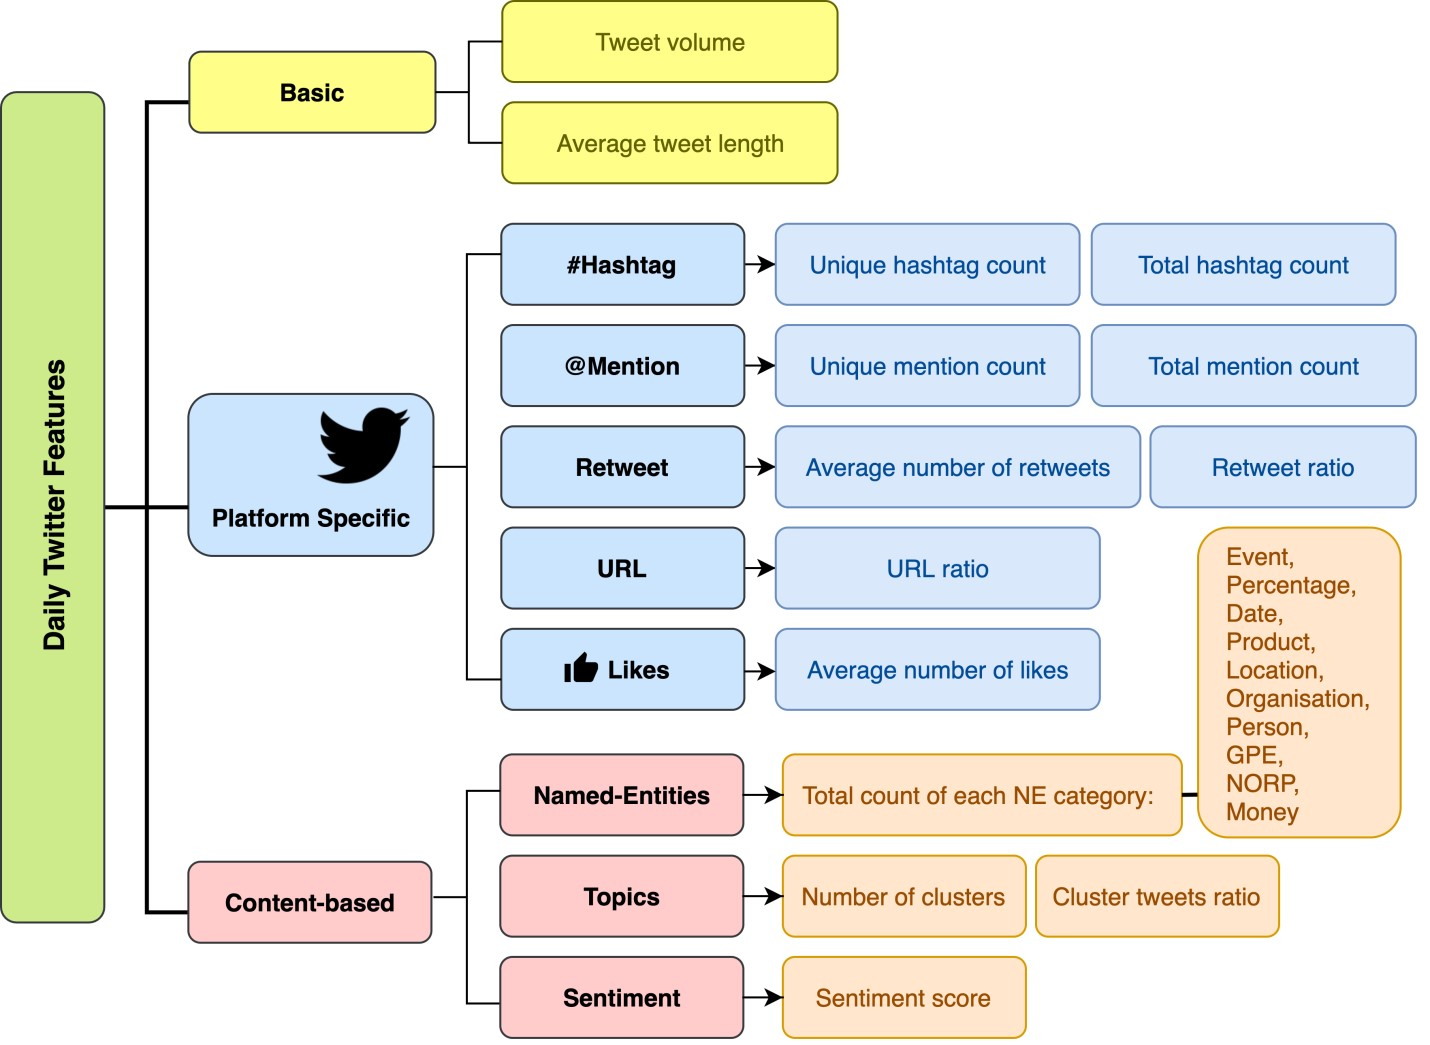 Daily Twitter Features
Basic
Tweet volume
Average tweet length
Platform Specific
#Hashtag
Unique hashtag count
Total hashtag count
@Mention
Unique mention count
Total mention count
Retweet
Average number of retweets
Retweet ratio
URL
URL ratio
Likes
Average number of likes
Content-based
Named-Entities
Total count of each NE category:
Event,
Percentage,
Date,
Product,
Location,
Organisation,
Person,
GPE,
NORP,
Money
Topics
Number of clusters
Cluster tweets ratio
Sentiment
Sentiment score